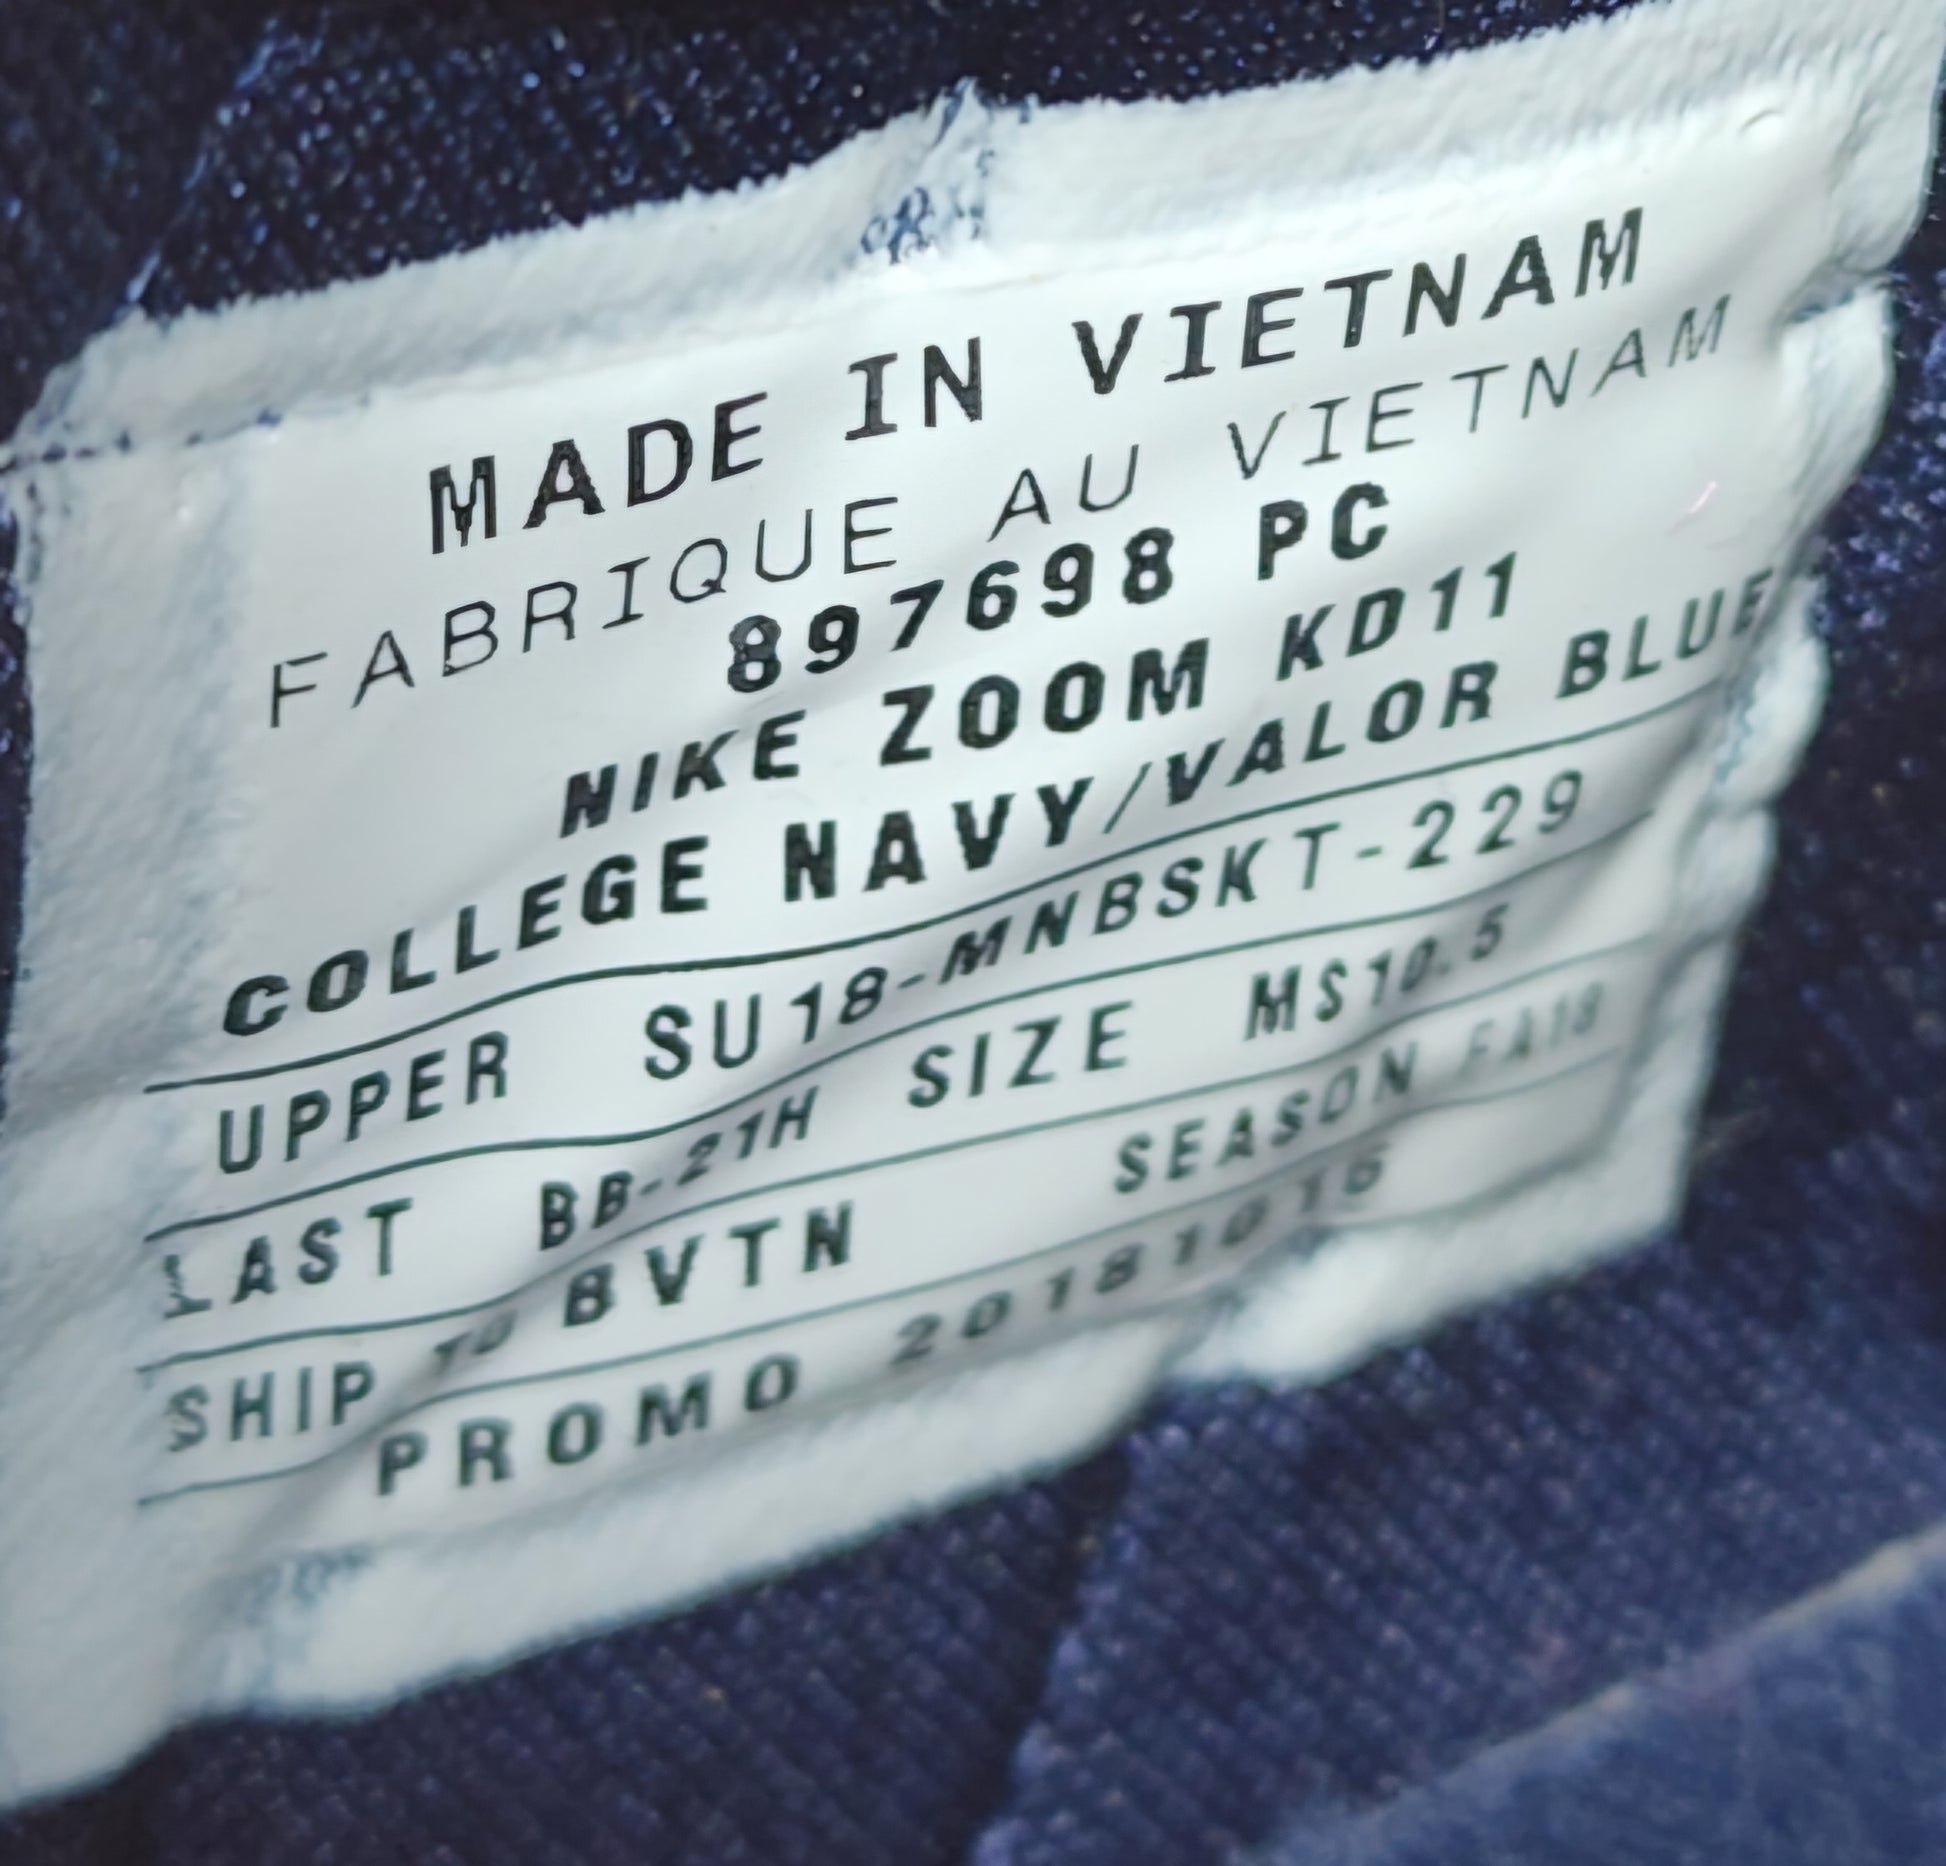 MADE IN VIETNAM
FABRIQUE AU VIETNAM
897698 PC
NIKE ZOOM KD11
COLLEGE NAVY/VALOR BLUE
UPPER SU18-MNBSKT-229
LAST BB-21H SIZE MS10.5
SHIP TO BVTN SEASON FA18
PROMO 20181016